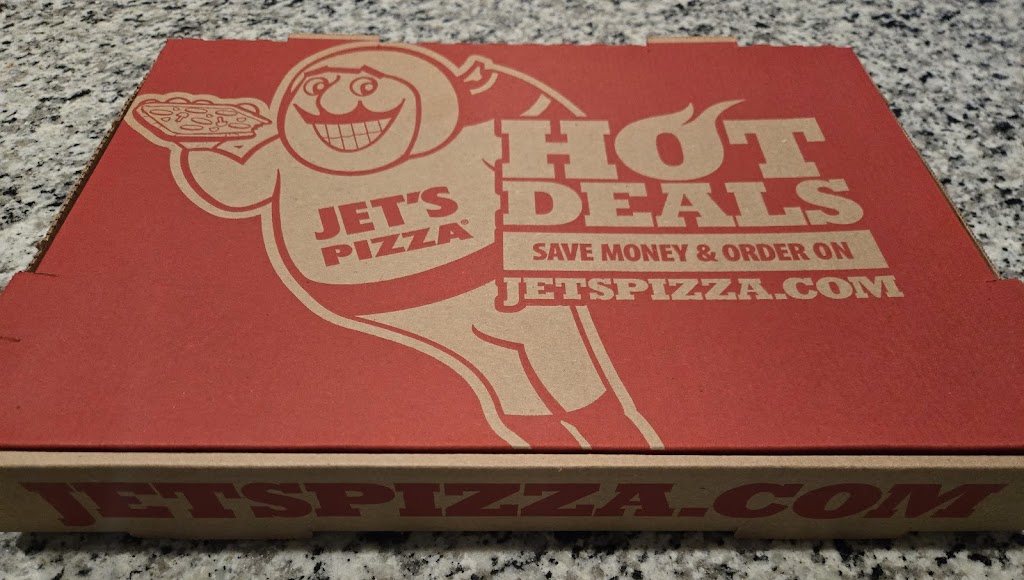 JET'S
PIZZA®
HOT
DEALS
SAVE MONEY & ORDER ON
JETSPIZZA.COM
JETSPIZZA.COM